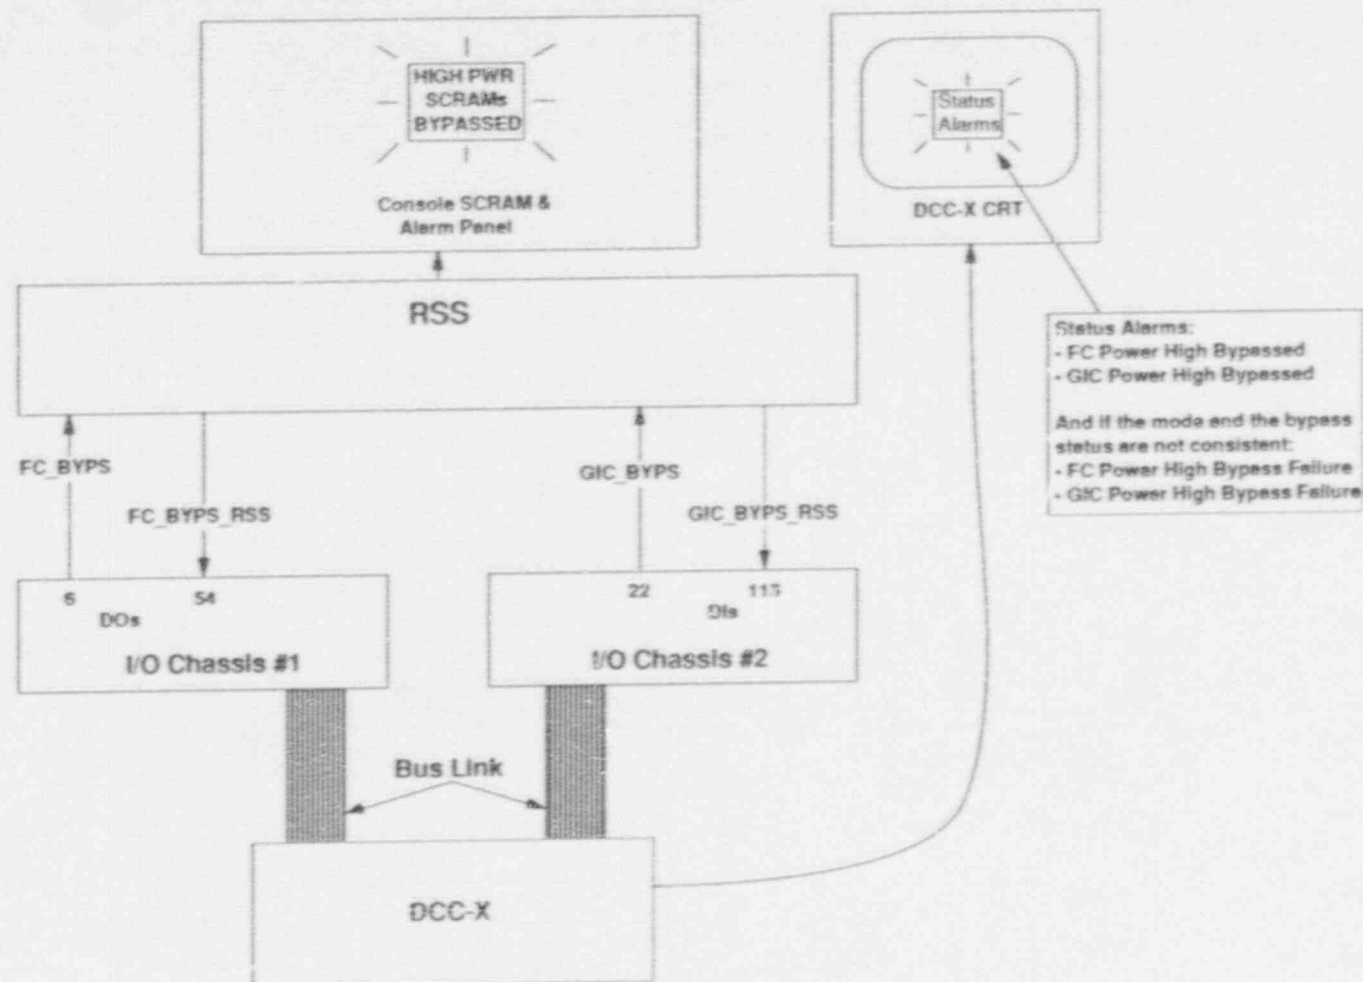 HIGH PWR
SCRAMs
BYPASSED
Console SCRAM &
Alarm Panel
Status
Alarms
DCC-X CRT
RSS
Status Alarms:
- FC Power High Bypassed
- GIC Power High Bypassed
And if the mode and the bypass
status are not consistent:
- FC Power High Bypass Failure
- GIC Power High Bypass Failure
FC_BYPS
FC_BYPS_RSS
GIC_BYPS
GIC_BYPS_RSS
6
54
DOs
I/O Chassis #1
22
DIs
I/O Chassis #2
Bus Link
DCC-X